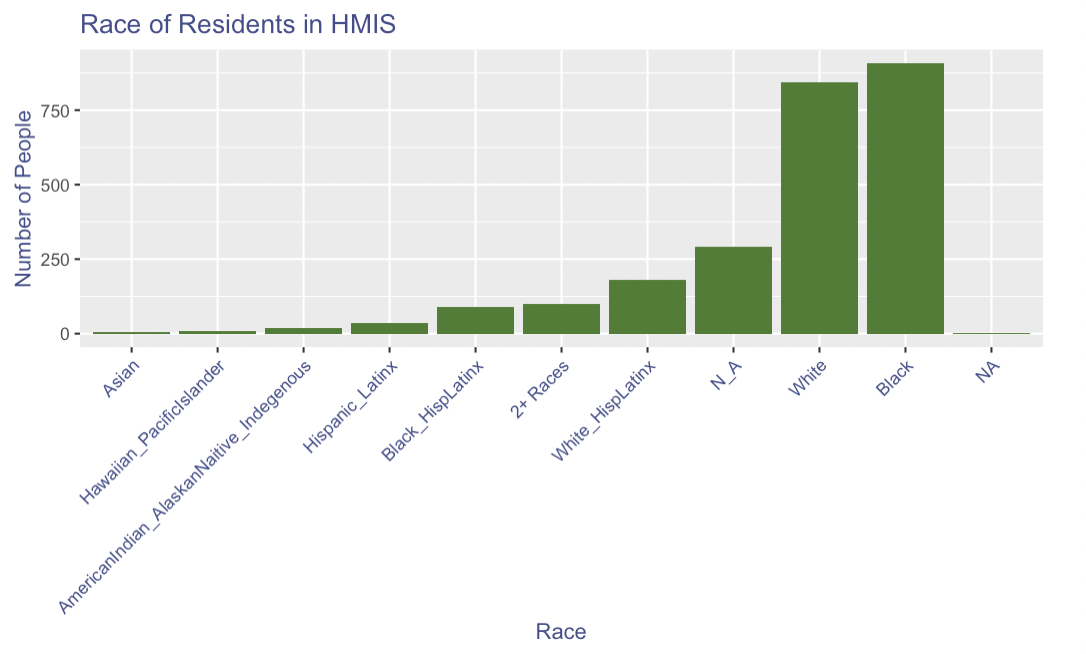 Race of Residents in HMIS
Number of People
750
500
250
0
Asian
Hawaiian_PacificIslander
AmericanIndian_AlaskanNaitive_Indegenous
Hispanic_Latinx
Black_HispLatinx
2+ Races
White_HispLatinx
N_A
White
Black
NA
Race